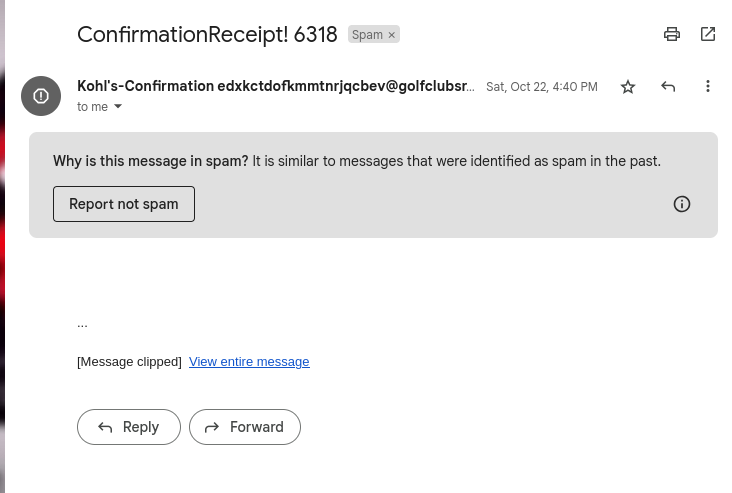 ConfirmationReceipt! 6318 Spam ×
Kohl's-Confirmation edxkctdofkmmtnrjqcbev@golfclubsr... Sat, Oct 22, 4:40 PM
to me
Why is this message in spam? It is similar to messages that were identified as spam in the past.
Report not spam
...
[Message clipped] View entire message
Reply Forward